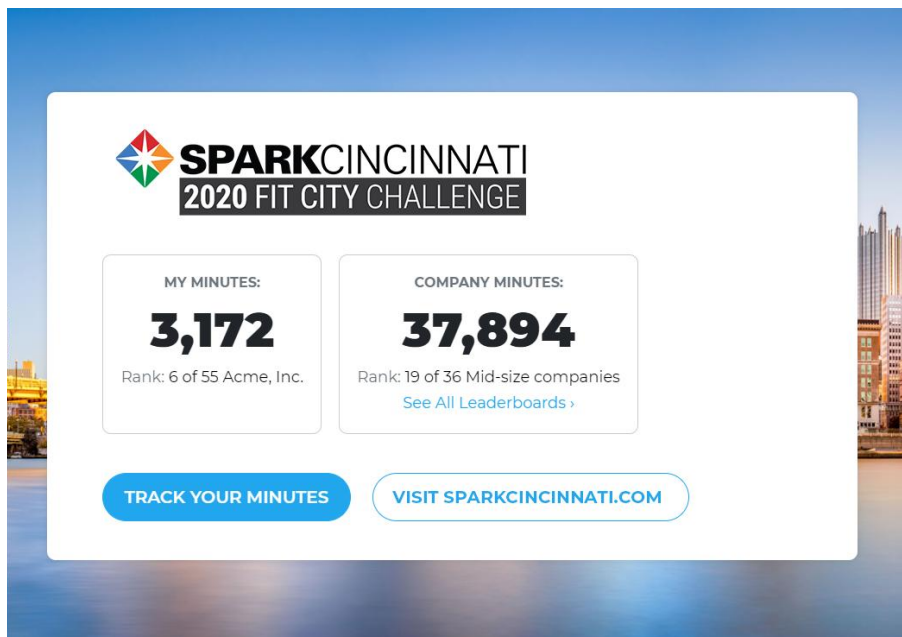 SPARKCINCINNATI
2020 FIT CITY CHALLENGE
MY MINUTES:
3,172
Rank: 6 of 55 Acme, Inc.
COMPANY MINUTES:
37,894
Rank: 19 of 36 Mid-size companies
See All Leaderboards ›
TRACK YOUR MINUTES
VISIT SPARKCINCINNATI.COM